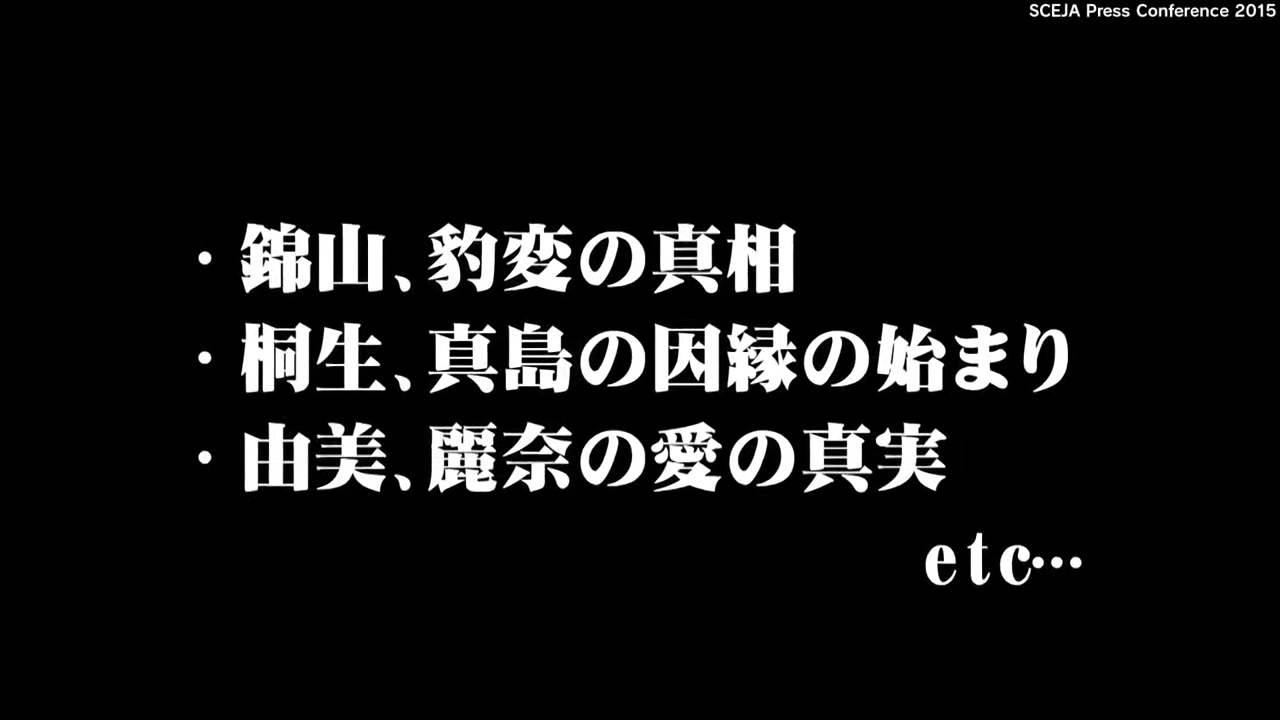 SCEJA Press Conference 2015
・錦山、豹変の真相
・桐生、真島の因縁の始まり
・由美、麗奈の愛の真実
etc…